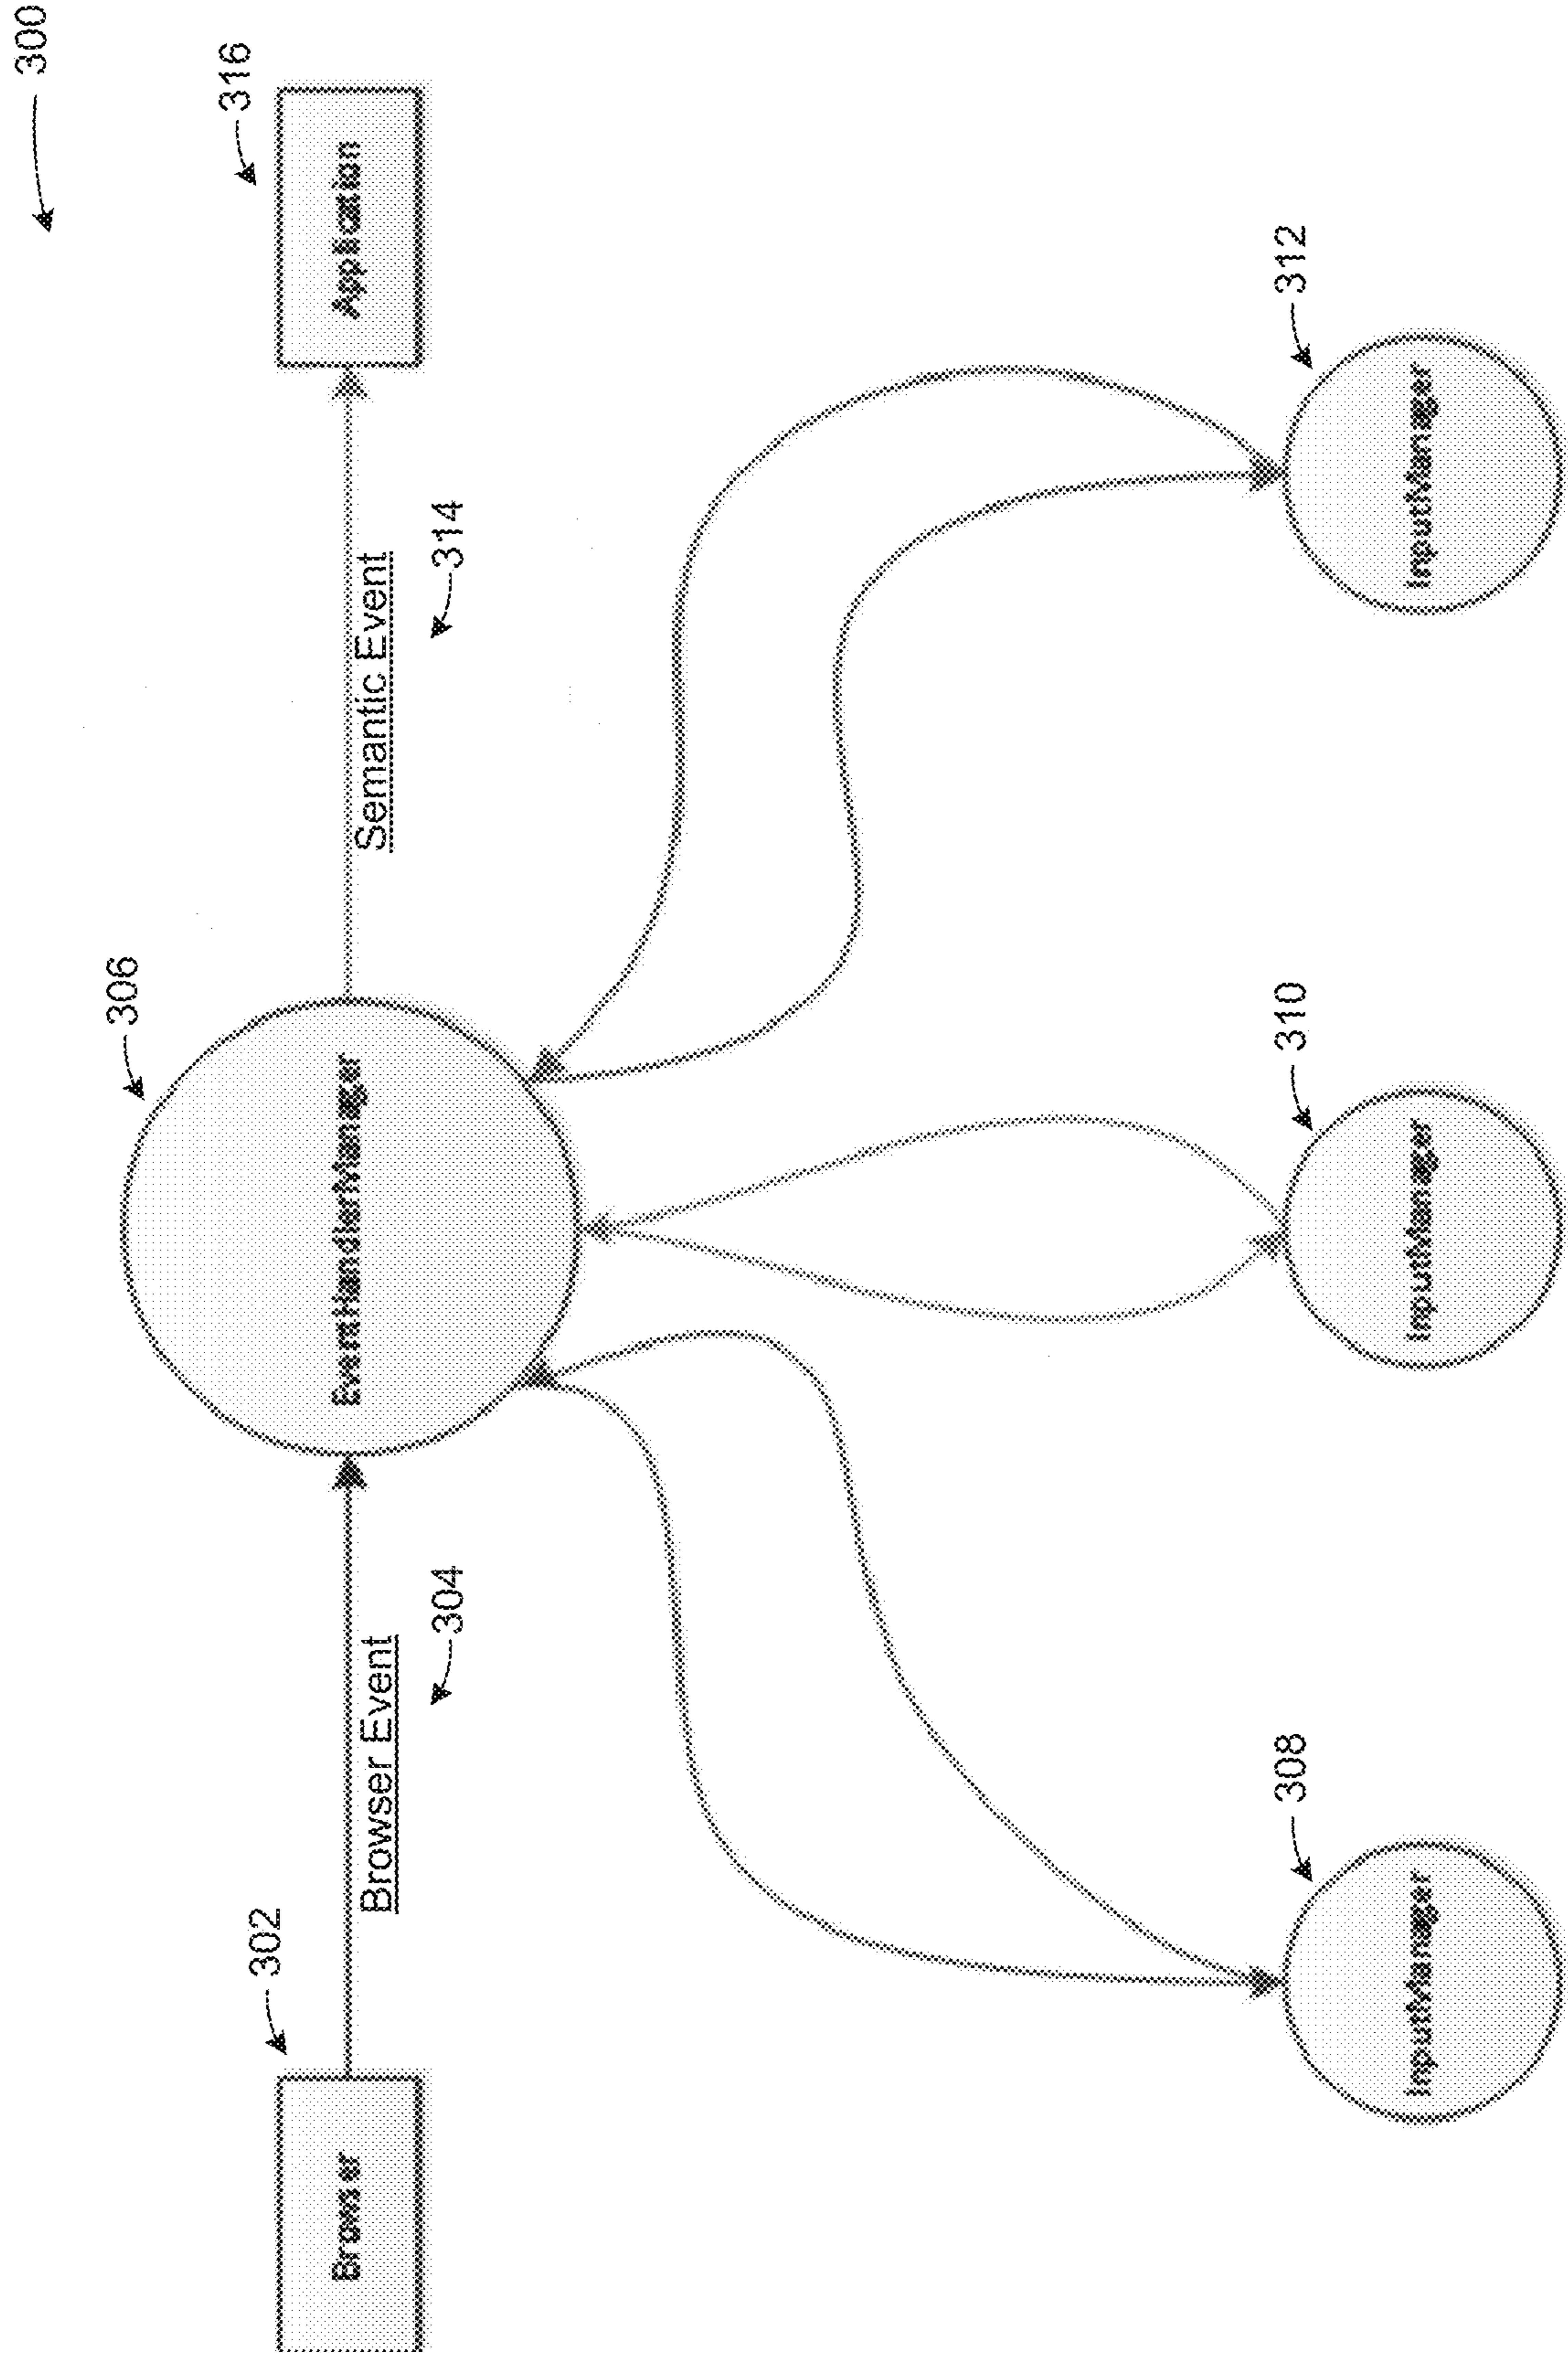 300
302
Browser
Browser Event
304
306
EventHandlerManager
Semantic Event
314
316
Application
308
InputManager
310
InputManager
312
InputManager